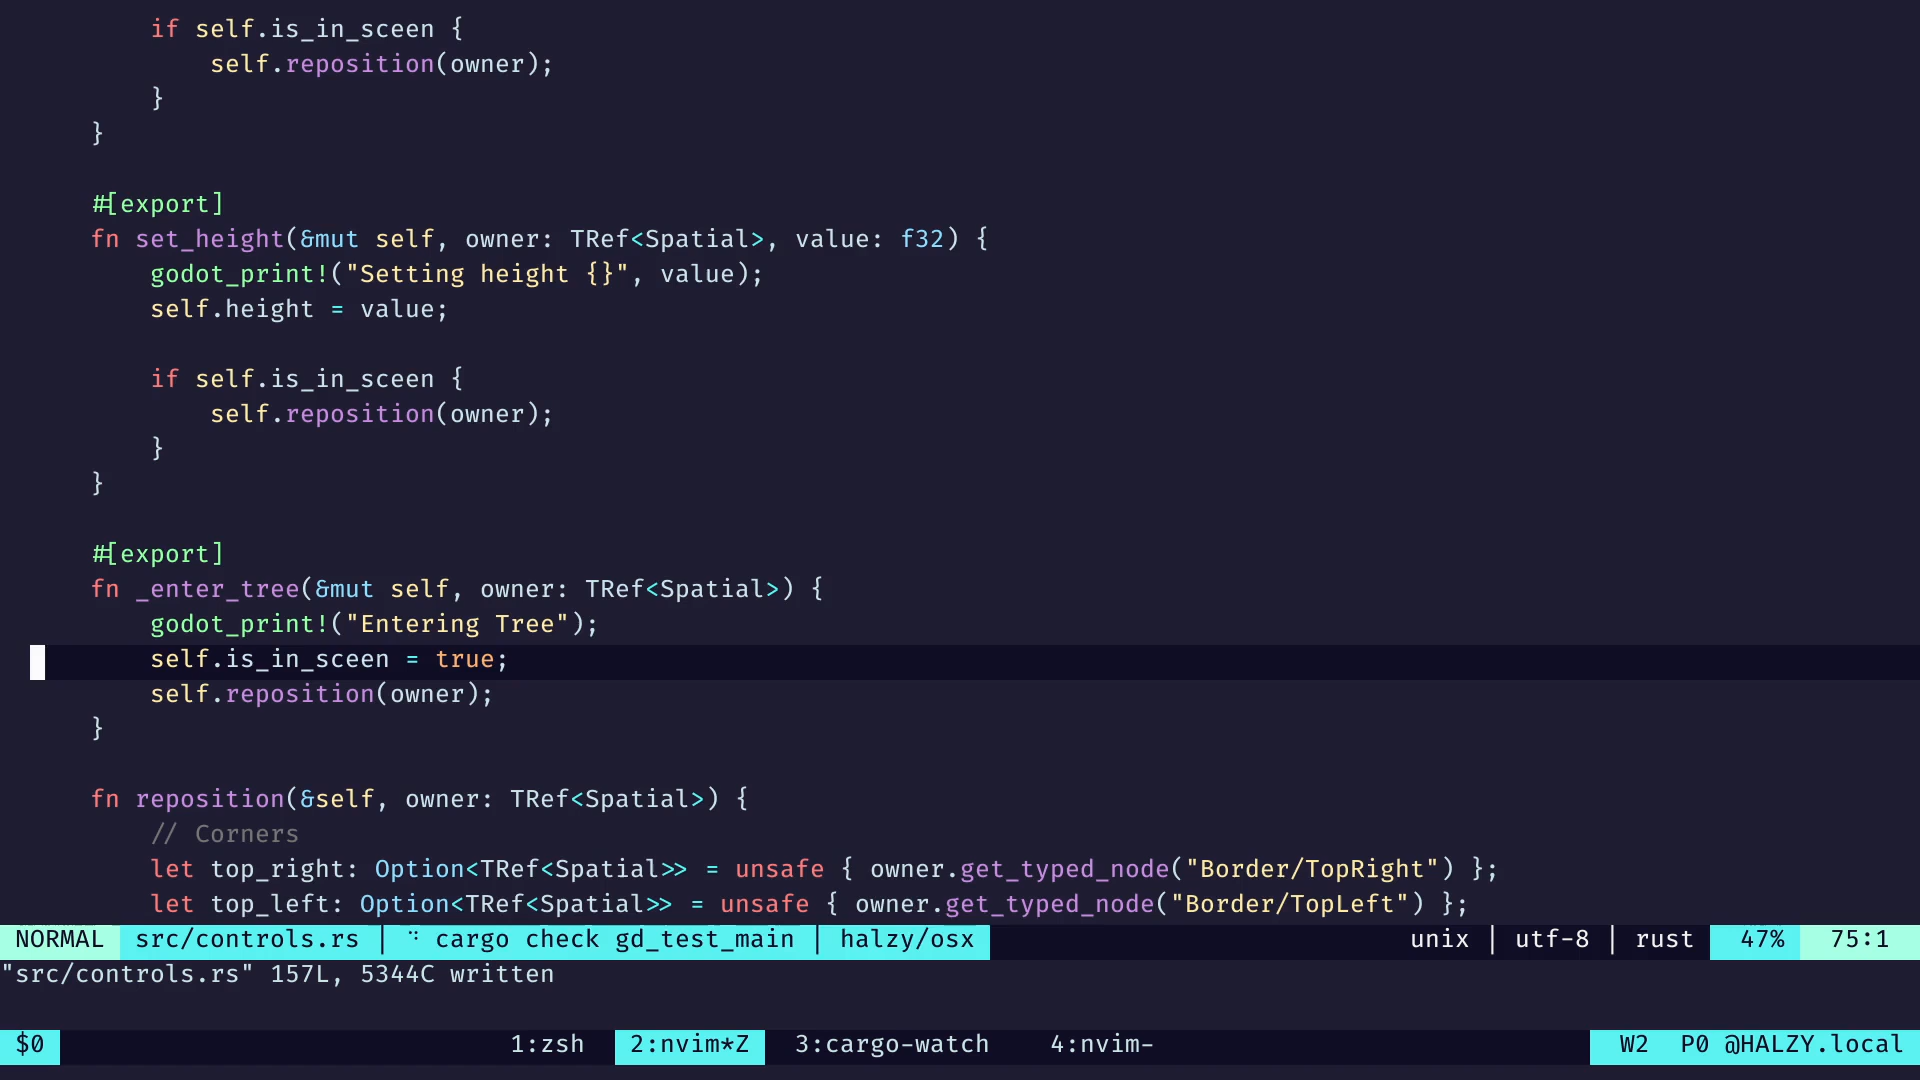 if self.is_in_sceen {
self.reposition(owner);
}
}
#[export]
fn set_height(&mut self, owner: TRef<Spatial>, value: f32) {
godot_print!("Setting height {}", value);
self.height = value;
if self.is_in_sceen {
self.reposition(owner);
}
}
#[export]
fn _enter_tree(&mut self, owner: TRef<Spatial>) {
godot_print!("Entering Tree");
self.is_in_sceen = true;
self.reposition(owner);
}
fn reposition(&self, owner: TRef<Spatial>) {
// Corners
let top_right: Option<TRef<Spatial>> = unsafe { owner.get_typed_node("Border/TopRight") };
let top_left: Option<TRef<Spatial>> = unsafe { owner.get_typed_node("Border/TopLeft") };
NORMAL src/controls.rs | ⠙ cargo check gd_test_main | halzy/osx unix | utf-8 | rust 47% 75:1
"src/controls.rs" 157L, 5344C written
$0 1:zsh 2:nvim*Z 3:cargo-watch 4:nvim- W2 P0 @HALZY.local